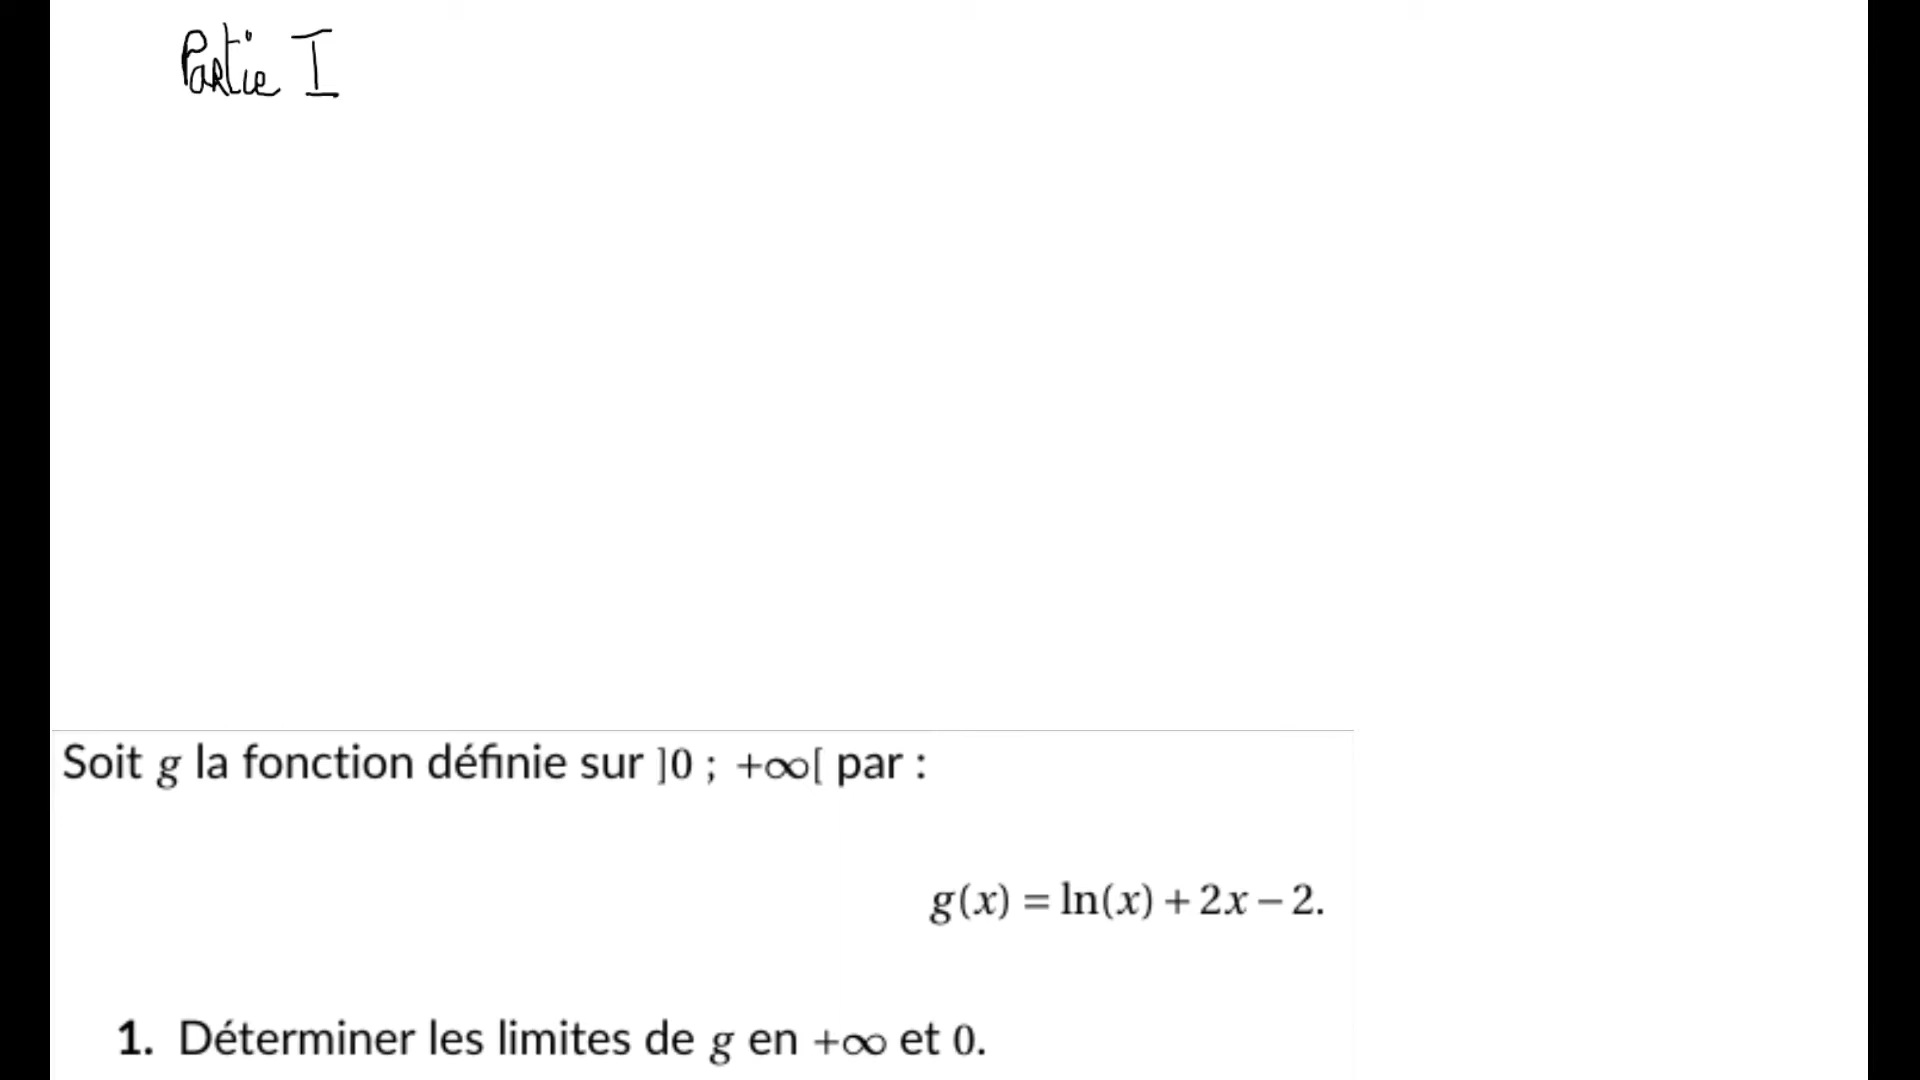 Partie I
Soit g la fonction définie sur ]0 ; +∞[ par :
g(x) = ln(x) + 2x − 2.
1. Déterminer les limites de g en +∞ et 0.